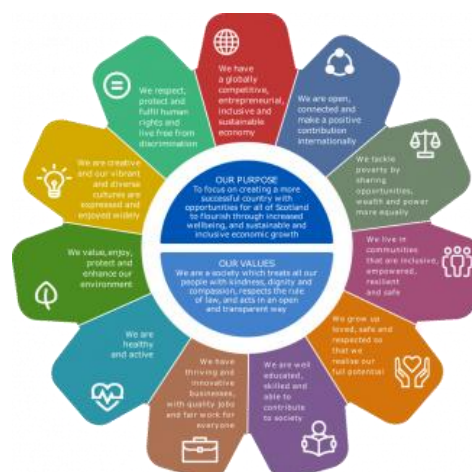 We have
a globally
competitive,
entrepreneurial,
inclusive and
sustainable
economy
We are open,
connected and
make a positive
contribution
internationally
We tackle
poverty by
sharing
opportunities,
wealth and power
more equally
We live in
communities
that are inclusive,
empowered,
resilient
and safe
We grow up
loved, safe and
respected so
that we
realise our
full potential
We are well
educated,
skilled and
able to
contribute
to society
We have
thriving and
innovative
businesses,
with quality jobs
and fair work for
everyone
We are
healthy
and active
We value, enjoy,
protect and
enhance our
environment
We are creative
and our vibrant
and diverse
cultures are
expressed and
enjoyed widely
We respect,
protect and
fulfil human
rights and
live free from
discrimination
OUR PURPOSE
To focus on creating a more
successful country with
opportunities for all of Scotland
to flourish through increased
wellbeing, and sustainable and
inclusive economic growth
OUR VALUES
We are a society which treats all our
people with kindness, dignity and
compassion, respects the rule
of law, and acts in an open
and transparent way